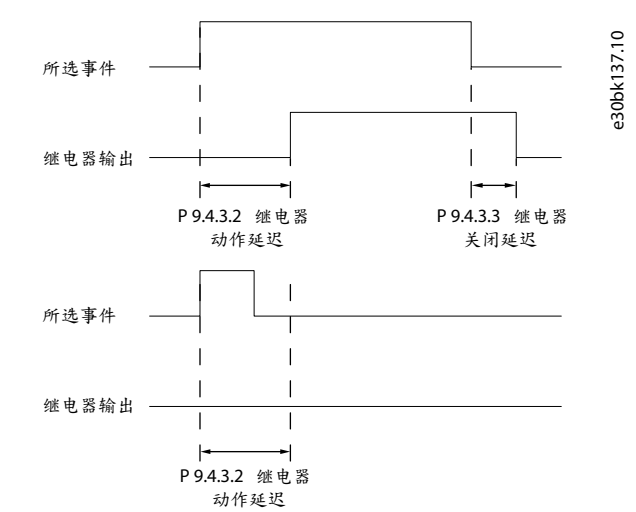 所选事件
继电器输出
P 9.4.3.2 继电器
动作延迟
P 9.4.3.3 继电器
关闭延迟
所选事件
继电器输出
P 9.4.3.2 继电器
动作延迟
e30bk137.10